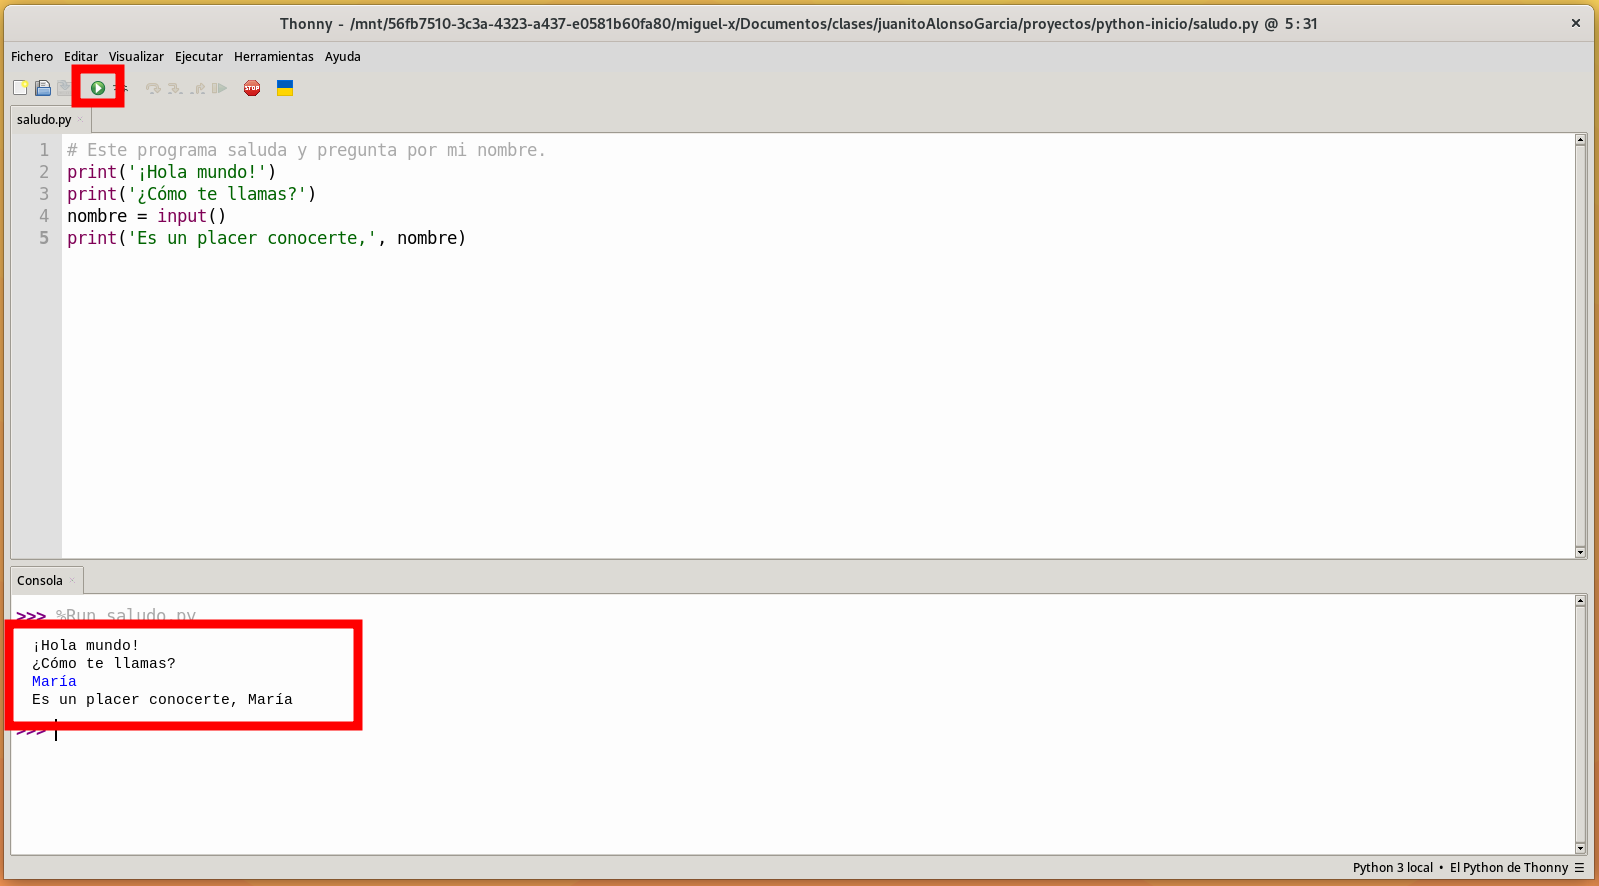 Thonny - /mnt/56fb7510-3c3a-4323-a437-e0581b60fa80/miguel-x/Documentos/clases/juanitoAlonsoGarcia/proyectos/python-inicio/saludo.py @ 5:31
Fichero Editar Visualizar Ejecutar Herramientas Ayuda
STOP
saludo.py
1 # Este programa saluda y pregunta por mi nombre.
2 print('¡Hola mundo!')
3 print('¿Cómo te llamas?')
4 nombre = input()
5 print('Es un placer conocerte,', nombre)
Consola
>>> %Run saludo.py
¡Hola mundo!
¿Cómo te llamas?
María
Es un placer conocerte, María
>>>
Python 3 local • El Python de Thonny ☰